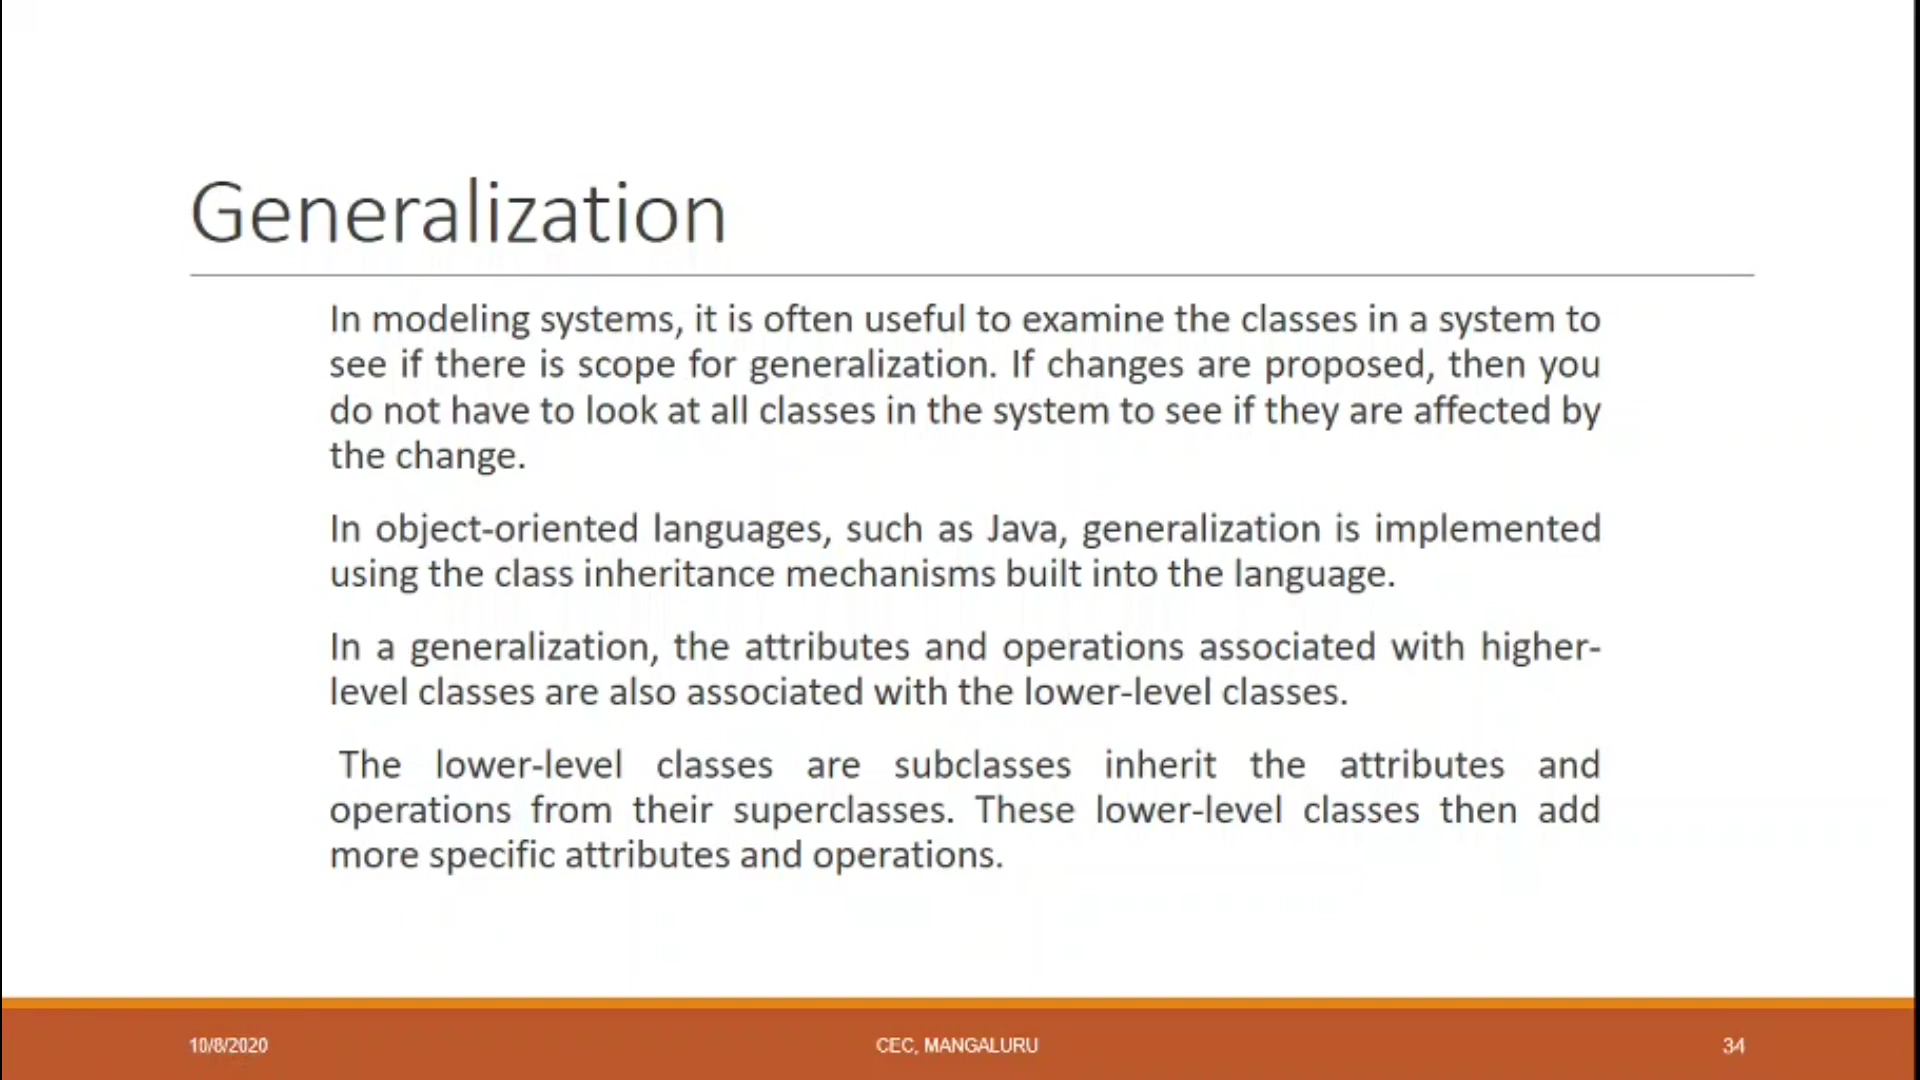 Generalization
In modeling systems, it is often useful to examine the classes in a system to
see if there is scope for generalization. If changes are proposed, then you
do not have to look at all classes in the system to see if they are affected by
the change.
In object-oriented languages, such as Java, generalization is implemented
using the class inheritance mechanisms built into the language.
In a generalization, the attributes and operations associated with higher-
level classes are also associated with the lower-level classes.
The lower-level classes are subclasses inherit the attributes and
operations from their superclasses. These lower-level classes then add
more specific attributes and operations.
10/8/2020 CEC, MANGALURU 34